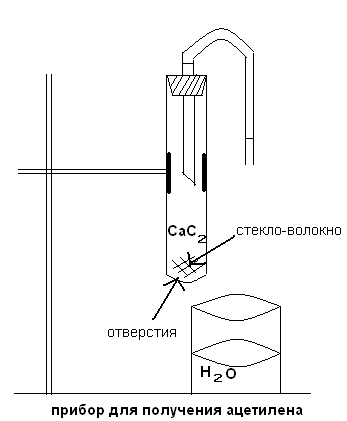 CaC2
стекло-волокно
отверстия
H2O
прибор для получения ацетилена